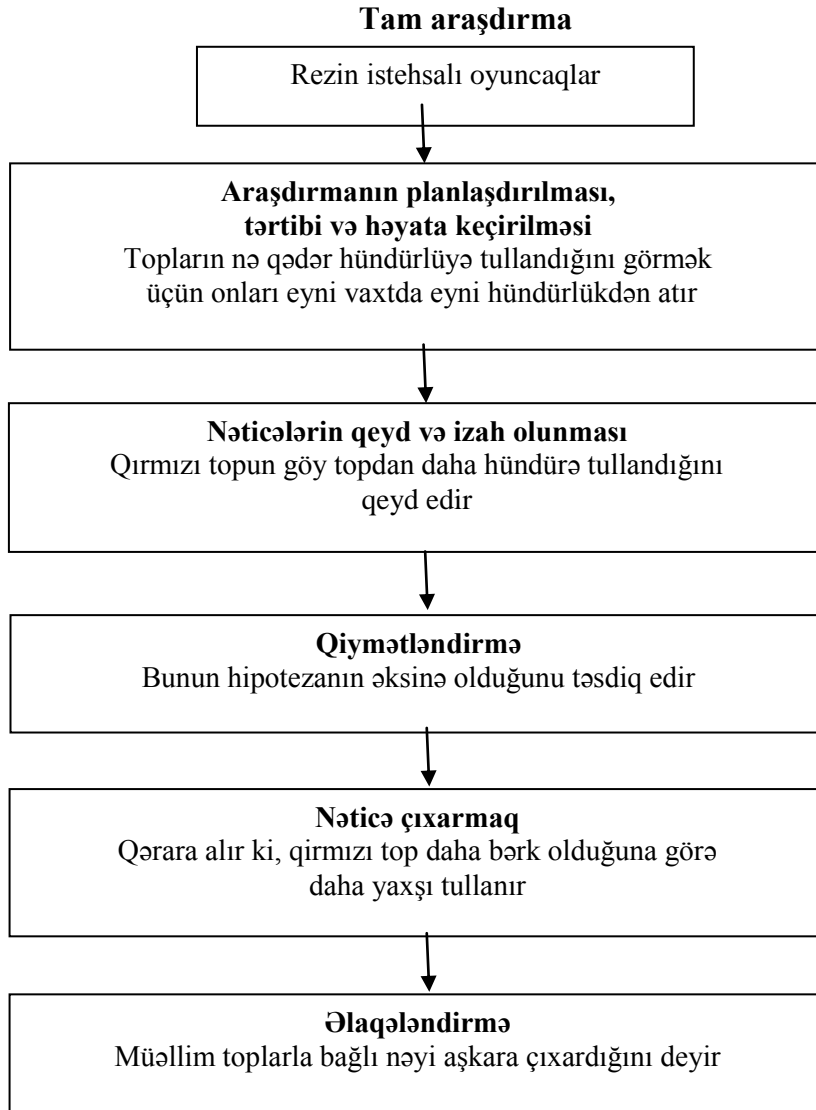 Tam araşdırma
Rezin istehsalı oyuncaqlar
Araşdırmanın planlaşdırılması,
tərtibi və həyata keçirilməsi
Topların nə qədər hündürlüyə tullandığını görmək
üçün onları eyni vaxtda eyni hündürlükdən atır
Nəticələrin qeyd və izah olunması
Qırmızı topun göy topdan daha hündürə tullandığını
qeyd edir
Qiymətləndirmə
Bunun hipotezanın əksinə olduğunu təsdiq edir
Nəticə çıxarmaq
Qərara alır ki, qirmızı top daha bərk olduğuna görə
daha yaxşı tullanır
Əlaqələndirmə
Müəllim toplarla bağlı nəyi aşkara çıxardığını deyir